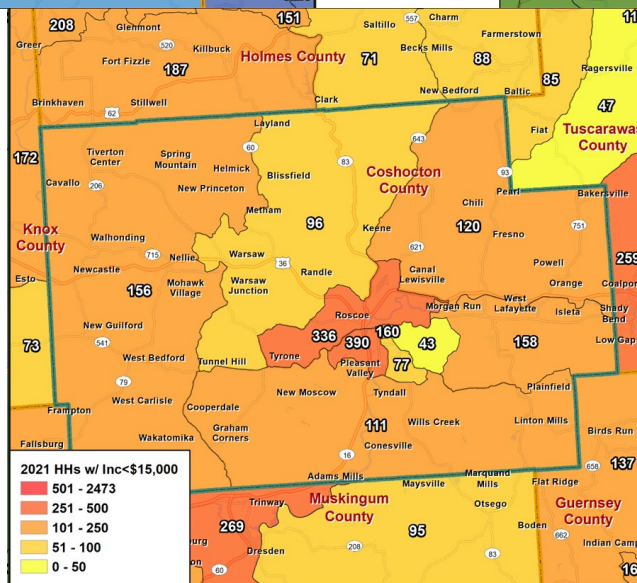 208
151
Glenmont
Saltillo
557
Charm
Greer
520
Killbuck
Becks Mills
Farmerstown
Fort Fizzle
187
Holmes County
71
88
Ragersville
85
Brinkhaven
Stillwell
Clark
New Bedford
Baltic
47
62
Layland
Fiat
Tuscarawas
County
172
Tiverton
Center
Spring
Mountain
60
83
643
Coshocton
County
93
Cavallo
206
Helmick
Blissfield
New Princeton
Pearl
Bakersville
Metham
Chili
Knox
County
96
Keene
120
Fresno
751
Walhonding
715
Nellie
Warsaw
36
621
259
Esto
Newcastle
Randle
Canal
Lewisville
Powell
Mohawk
Village
Warsaw
Junction
Orange
Coalport
156
Morgan Run
West
Lafayette
Isleta
Shady
Bend
73
New Guilford
541
Roscoe
336
160
390
43
158
Low Gap
West Bedford
Tunnel Hill
Tyrone
Pleasant
Valley
77
79
New Moscow
Tyndall
Plainfield
Frampton
West Carlisle
Cooperdale
111
Wills Creek
Linton Mills
Birds Run
Fallsburg
Wakatomika
Graham
Corners
Conesville
16
658
137
2021 HHs w/ Inc<$15,000
501 - 2473
251 - 500
101 - 250
51 - 100
0 - 50
Adams Mills
Maysville
Marquand
Mills
Flat Ridge
Trinway
Muskingum
County
Otsego
Guernsey
County
269
95
Boden
662
Dresden
208
83
Indian Camp
60